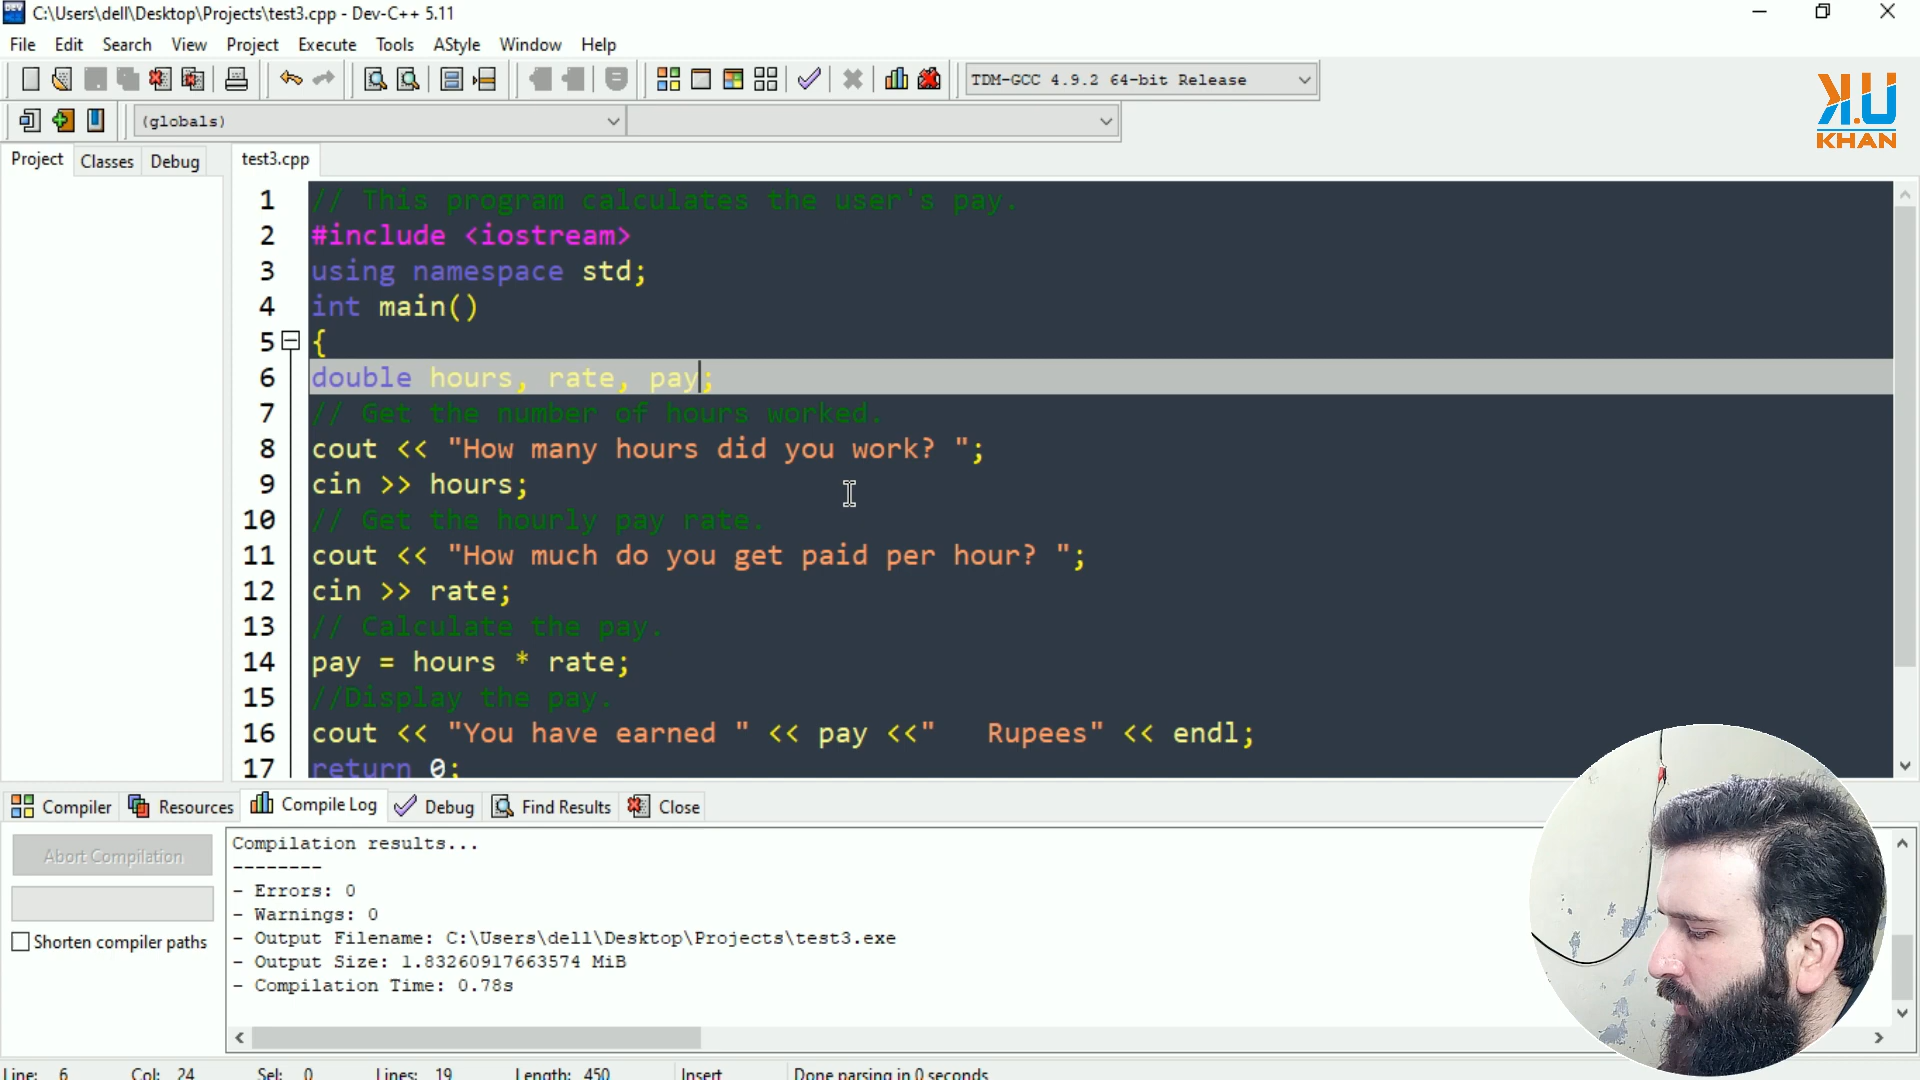 C:\Users\dell\Desktop\Projects\test3.cpp - Dev-C++ 5.11
File Edit Search View Project Execute Tools AStyle Window Help
TDM-GCC 4.9.2 64-bit Release
K.U
KHAN
(globals)
Project Classes Debug test3.cpp
1 // This program calculates the user's pay.
2 #include <iostream>
3 using namespace std;
4 int main()
5 {
6 double hours, rate, pay;
7 // Get the number of hours worked.
8 cout << "How many hours did you work? ";
9 cin >> hours;
10 // Get the hourly pay rate.
11 cout << "How much do you get paid per hour? ";
12 cin >> rate;
13 // Calculate the pay.
14 pay = hours * rate;
15 //Display the pay.
16 cout << "You have earned " << pay <<"   Rupees" << endl;
17 return 0;
Compiler Resources Compile Log Debug Find Results Close
Abort Compilation
Shorten compiler paths
Compilation results...
--------
- Errors: 0
- Warnings: 0
- Output Filename: C:\Users\dell\Desktop\Projects\test3.exe
- Output Size: 1.83260917663574 MiB
- Compilation Time: 0.78s
Line: 6 Col: 24 Sel: 0 Lines: 19 Length: 450 Insert Done parsing in 0 seconds